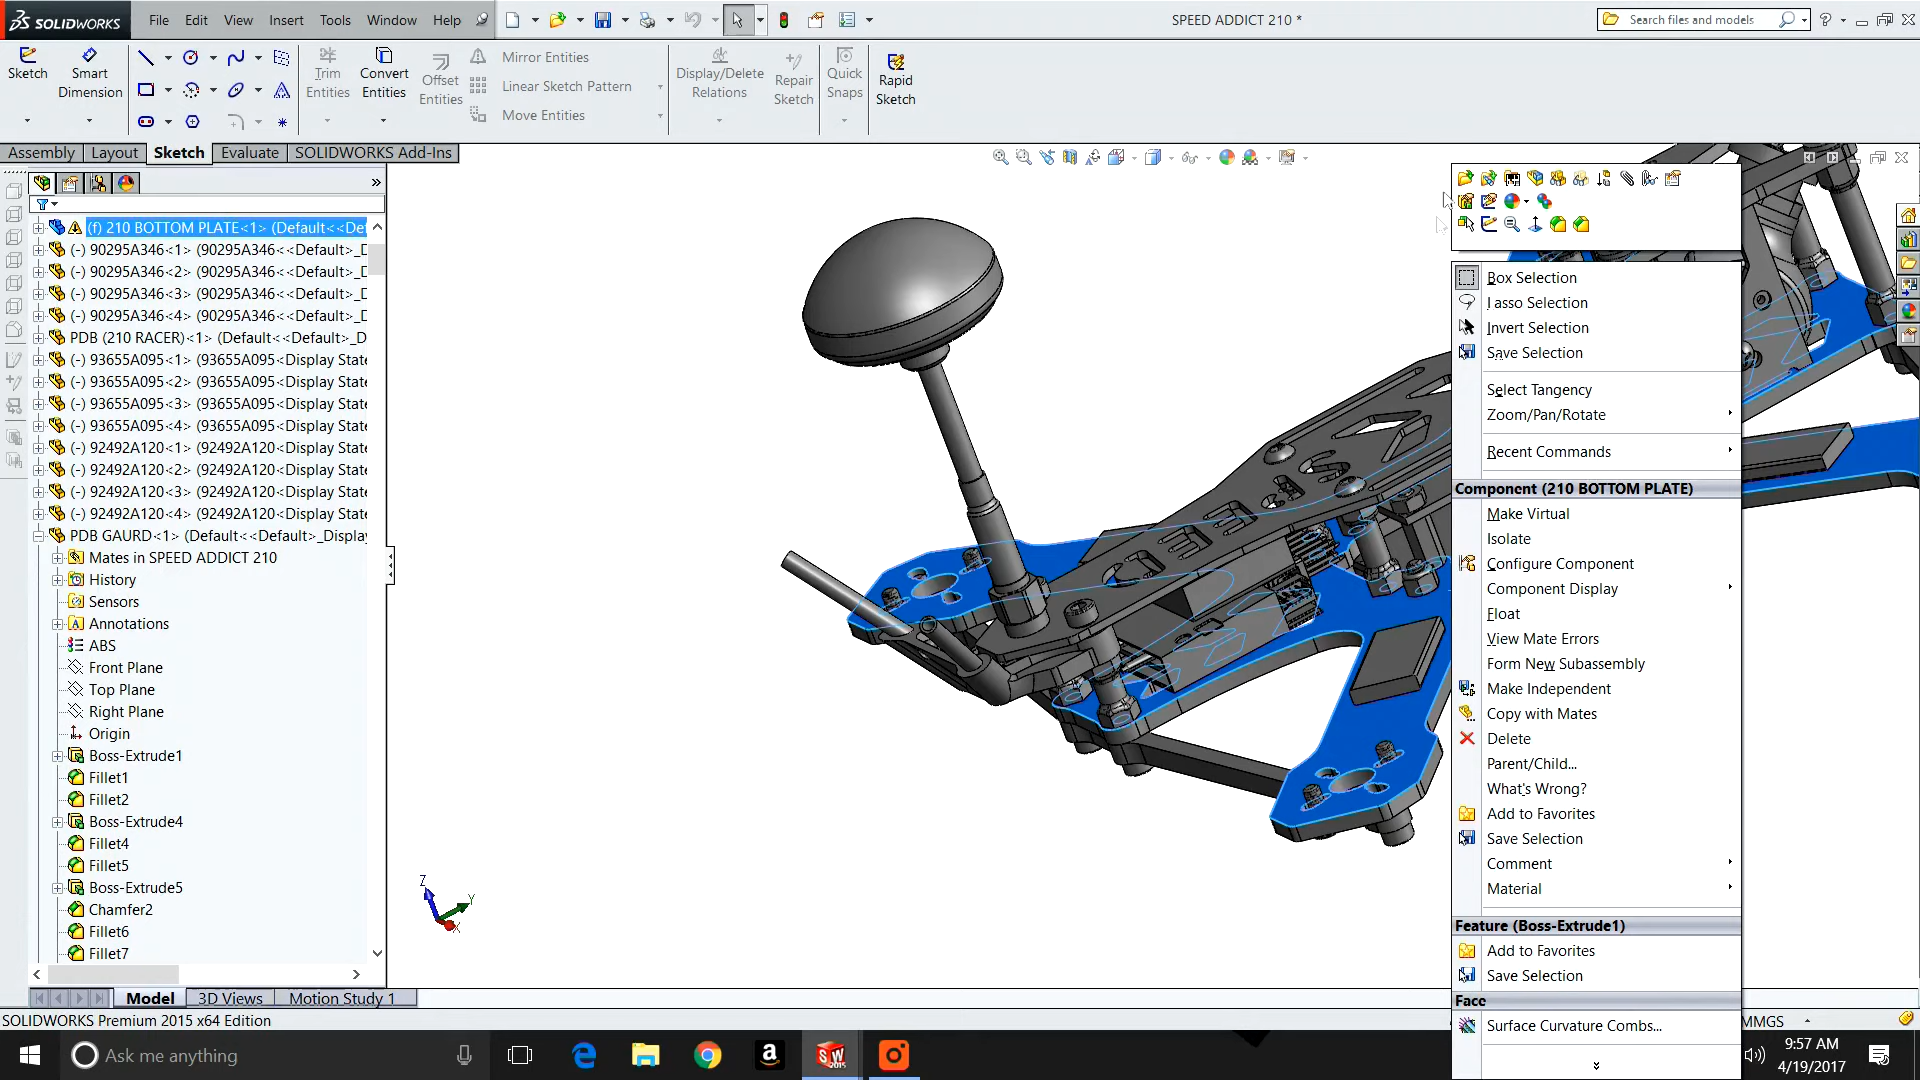 SOLIDWORKS File Edit View Insert Tools Window Help SPEED ADDICT 210 * Search files and models
Sketch Smart Dimension Trim Entities Convert Entities Offset Entities Mirror Entities Display/Delete Relations Repair Sketch Quick Snaps Rapid Sketch
Linear Sketch Pattern
Move Entities
Assembly Layout Sketch Evaluate SOLIDWORKS Add-Ins
(f) 210 BOTTOM PLATE<1> (Default<<De
(-) 90295A346<1> (90295A346<<Default>_D
(-) 90295A346<2> (90295A346<<Default>_D
(-) 90295A346<3> (90295A346<<Default>_D
(-) 90295A346<4> (90295A346<<Default>_D
PDB (210 RACER)<1> (Default<<Default>_D
(-) 93655A095<1> (93655A095<Display State
(-) 93655A095<2> (93655A095<Display State
(-) 93655A095<3> (93655A095<Display State
(-) 93655A095<4> (93655A095<Display State
(-) 92492A120<1> (92492A120<Display State
(-) 92492A120<2> (92492A120<Display State
(-) 92492A120<3> (92492A120<Display State
(-) 92492A120<4> (92492A120<Display State
PDB GAURD<1> (Default<<Default>_Display
Mates in SPEED ADDICT 210
History
Sensors
Annotations
ABS
Front Plane
Top Plane
Right Plane
Origin
Boss-Extrude1
Fillet1
Fillet2
Boss-Extrude4
Fillet4
Fillet5
Boss-Extrude5
Chamfer2
Fillet6
Fillet7
Z
Y
X
Box Selection
Lasso Selection
Invert Selection
Save Selection
Select Tangency
Zoom/Pan/Rotate
Recent Commands
Component (210 BOTTOM PLATE)
Make Virtual
Isolate
Configure Component
Component Display
Float
View Mate Errors
Form New Subassembly
Make Independent
Copy with Mates
Delete
Parent/Child...
What's Wrong?
Add to Favorites
Save Selection
Comment
Material
Feature (Boss-Extrude1)
Add to Favorites
Save Selection
Face
Surface Curvature Combs...
Model 3D Views Motion Study 1
SOLIDWORKS Premium 2015 x64 Edition MMGS
Ask me anything
SW 2015
9:57 AM
4/19/2017